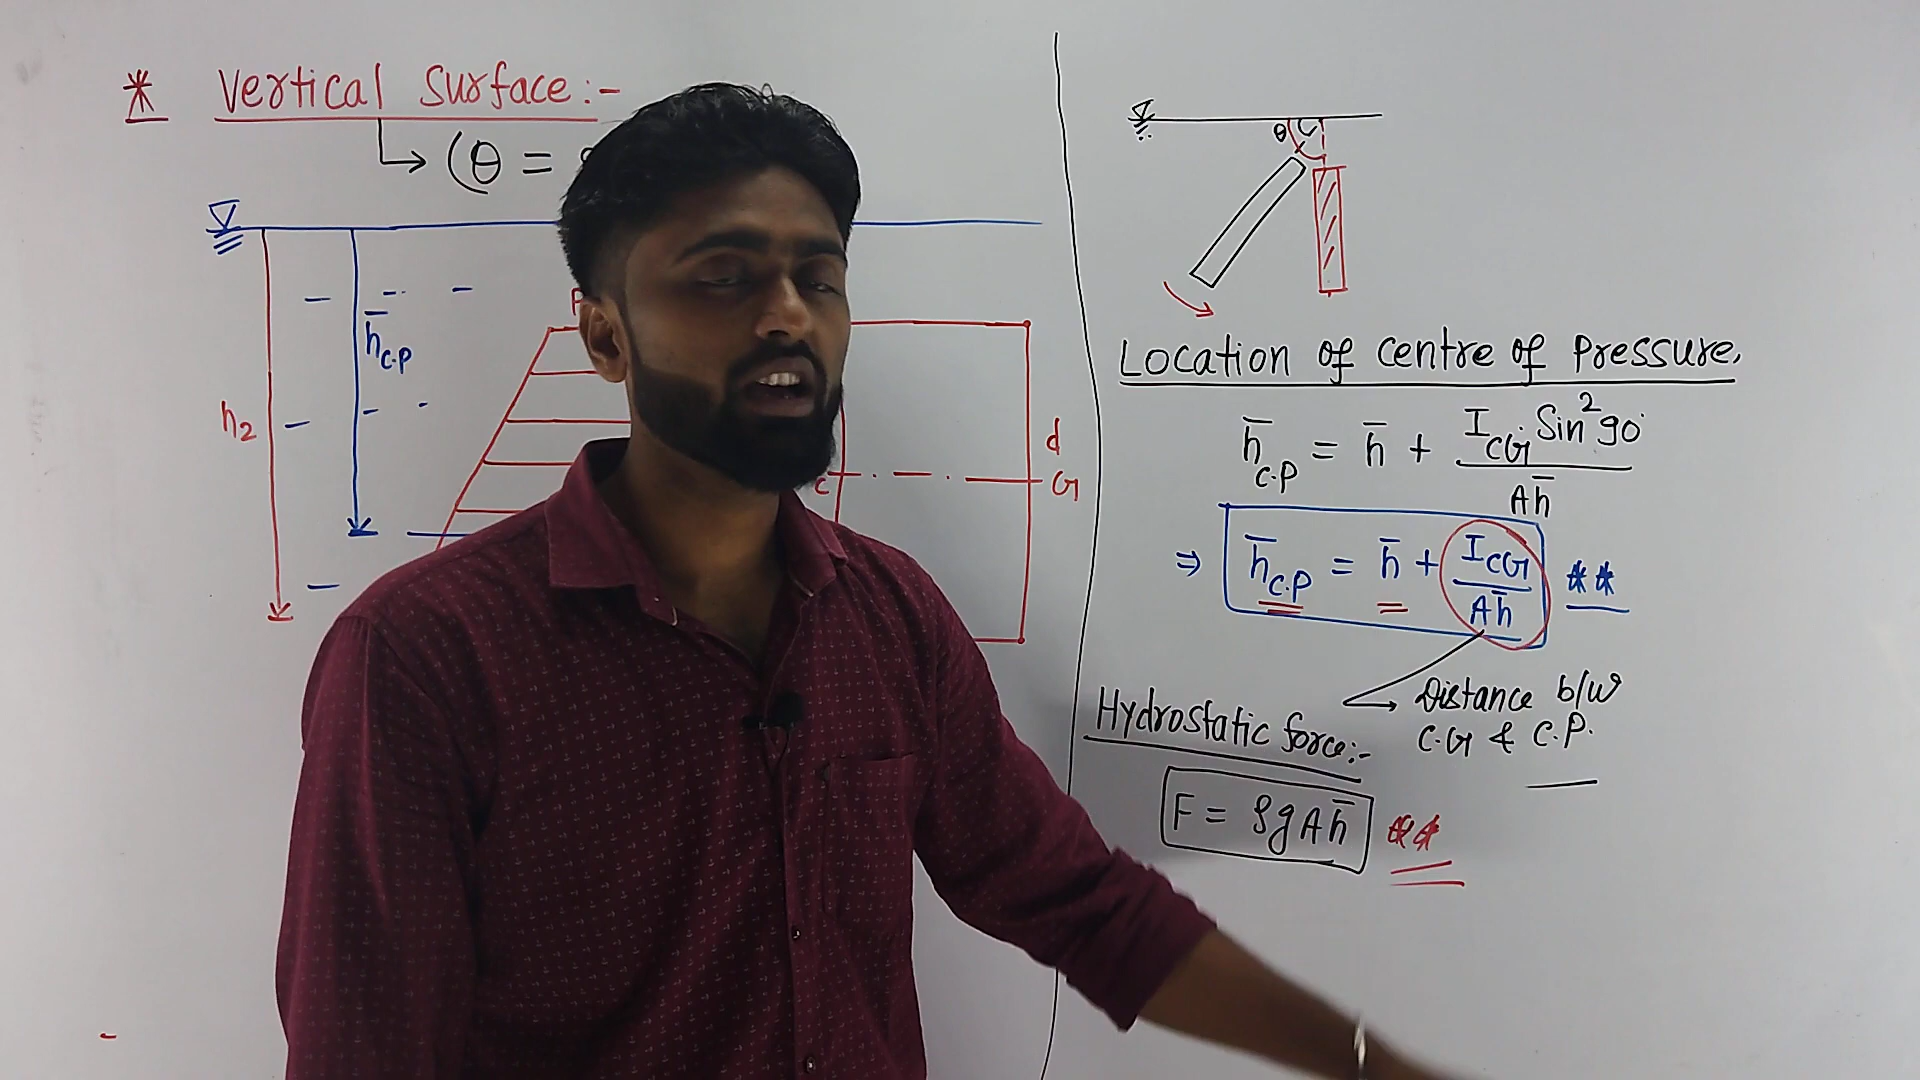 * Vertical Surface:-
(θ =
h̄c.p
h2
d
C
G
θ
Location of Centre of Pressure.
h̄c.p = h̄ + ICG Sin²90° / Ah̄
⇒ h̄c.p = h̄ + ICG / Ah̄ **
Distance b/w
C.G & C.P.
Hydrostatic force:-
F = ρgAh̄ **